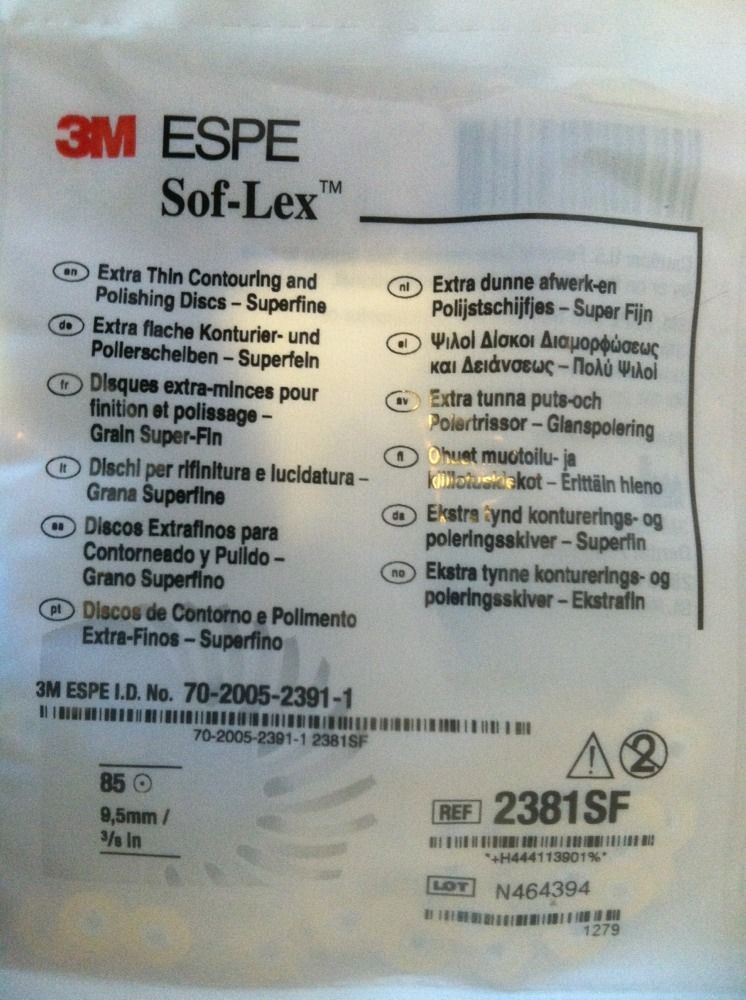 3M ESPE
Sof-Lex™
en Extra Thin Contouring and
Polishing Discs – Superfine
de Extra flache Konturier- und
Polierscheiben – Superfein
fr Disques extra-minces pour
finition et polissage –
Grain Super-Fin
it Dischi per rifinitura e lucidatura –
Grana Superfine
es Discos Extrafinos para
Contorneado y Pulido –
Grano Superfino
pt Discos de Contorno e Polimento
Extra-Finos – Superfino
nl Extra dunne afwerk-en
Polijstschijfjes – Super Fijn
el Ψιλοί Δίσκοι Διαμορφώσεως
και Λειάνσεως – Πολύ Ψιλοί
sv Extra tunna puts-och
Polertrissor – Glanspolering
fi Ohuet muotoilu- ja
kiillotuskiekot – Erittäin hieno
da Ekstra tynd konturerings- og
poleringsskiver – Superfin
no Ekstra tynne konturerings- og
poleringsskiver – Ekstrafin
3M ESPE I.D. No. 70-2005-2391-1
70-2005-2391-1 2381SF
85
9,5mm /
3/8 in
2
REF 2381SF
*+H444113901%*
LOT N464394
1279